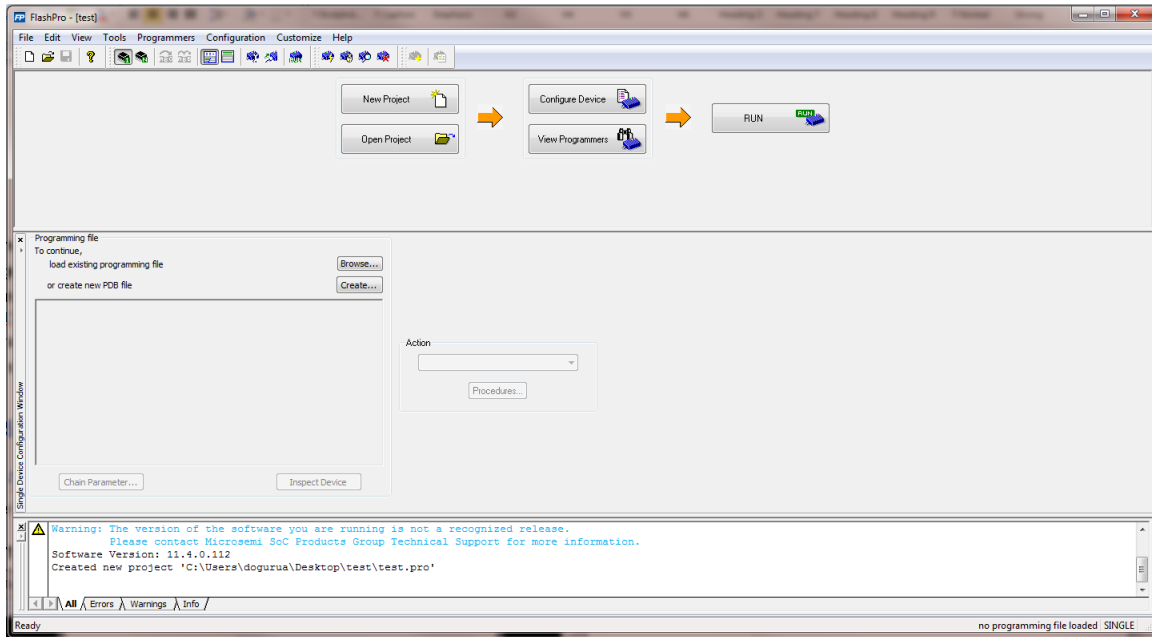 FP FlashPro - [test]
File Edit View Tools Programmers Configuration Customize Help
New Project
Configure Device
RUN RUN
Open Project
View Programmers
Programming file
To continue,
load existing programming file
Browse...
or create new PDB file
Create...
Action
Procedures...
Chain Parameter...
Inspect Device
Single Device Configuration Window
Warning: The version of the software you are running is not a recognized release.
Please contact Microsemi SoC Products Group Technical Support for more information.
Software Version: 11.4.0.112
Created new project 'C:\Users\dogurua\Desktop\test\test.pro'
All Errors Warnings Info
Ready
no programming file loaded SINGLE